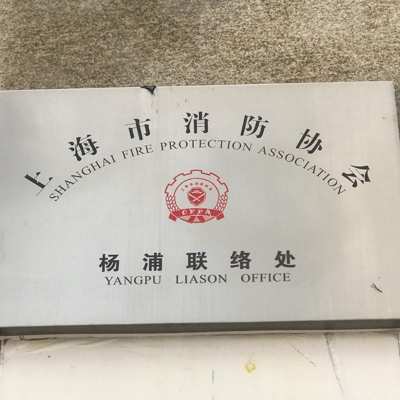 上海市消防协会
SHANGHAI FIRE PROTECTION ASSOCIATION
杨浦联络处
YANGPU LIASON OFFICE